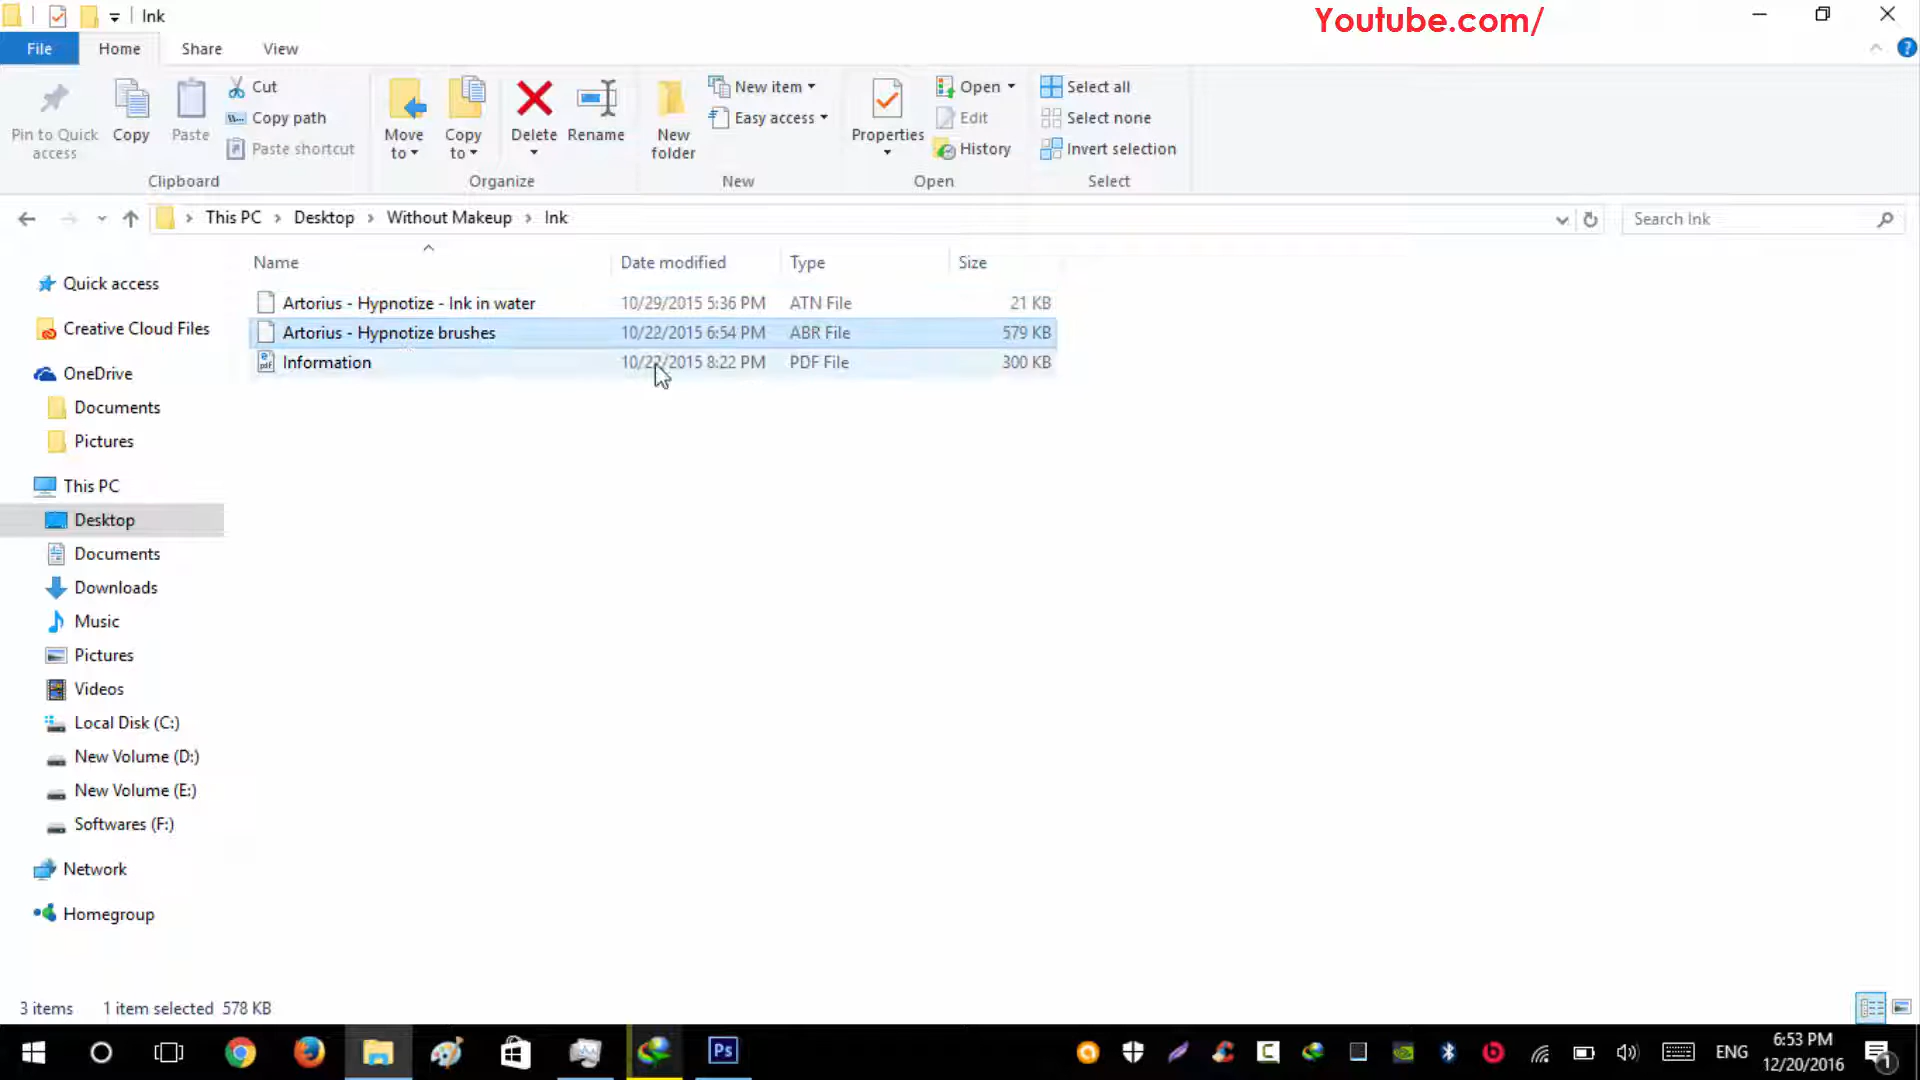 Ink
Youtube.com/
File Home Share View
Pin to Quick access
Copy
Paste
Cut
Copy path
Paste shortcut
Clipboard
Move to
Copy to
Delete
Rename
Organize
New folder
New item
Easy access
New
Properties
Open
Edit
History
Open
Select all
Select none
Invert selection
Select
This PC > Desktop > Without Makeup > Ink
Search Ink
Name Date modified Type Size
Artorius - Hypnotize - Ink in water 10/29/2015 5:36 PM ATN File 21 KB
Artorius - Hypnotize brushes 10/22/2015 6:54 PM ABR File 579 KB
Information 10/22/2015 8:22 PM PDF File 300 KB
Quick access
Creative Cloud Files
OneDrive
Documents
Pictures
This PC
Desktop
Documents
Downloads
Music
Pictures
Videos
Local Disk (C:)
New Volume (D:)
New Volume (E:)
Softwares (F:)
Network
Homegroup
3 items 1 item selected 578 KB
Ps
ENG
6:53 PM
12/20/2016
1